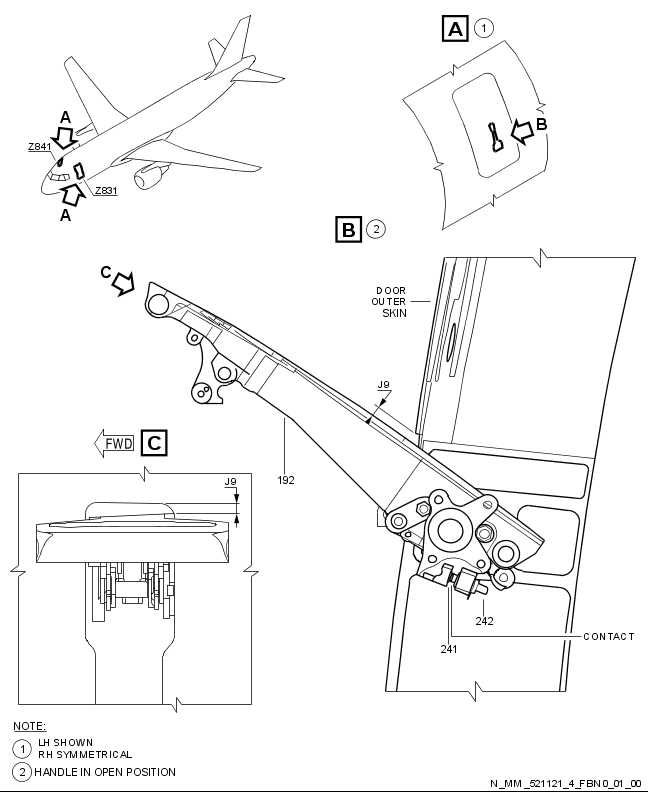 A 1
A
Z841
B
Z831
A
B 2
C
DOOR
OUTER
SKIN
J9
FWD C
192
J9
242
CONTACT
241
NOTE:
1 LH SHOWN
RH SYMMETRICAL
2 HANDLE IN OPEN POSITION
N_MM_521121_4_FBN0_01_00